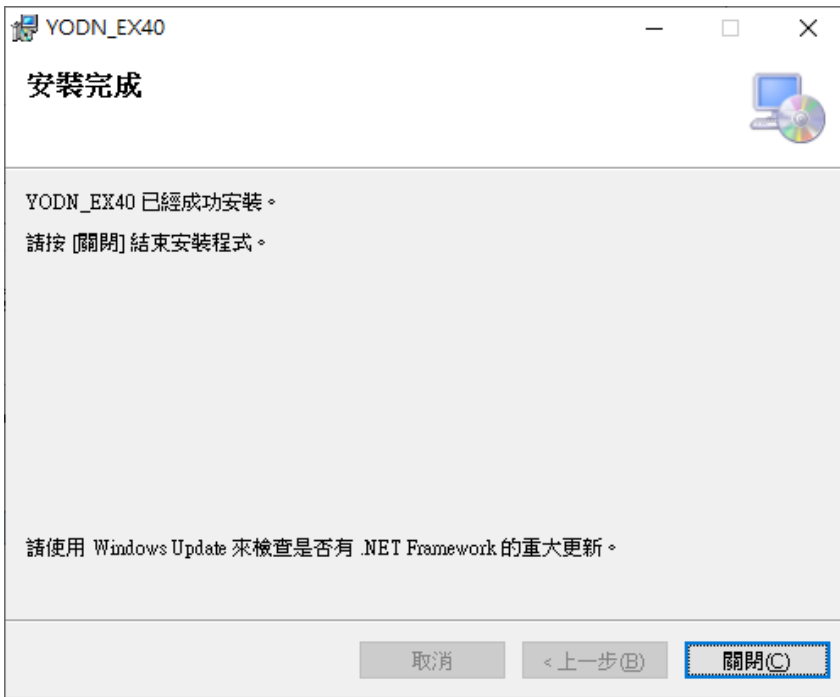 YODN_EX40
安裝完成
YODN_EX40 已經成功安裝。
請按 [關閉] 結束安裝程式。
請使用 Windows Update 來檢查是否有 .NET Framework 的重大更新。
取消
< 上一步(B)
關閉(C)